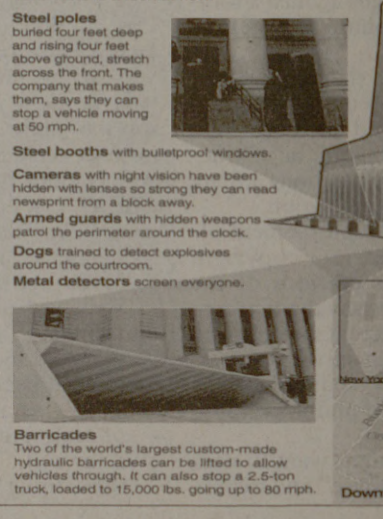 Steel poles
buried four feet deep
and rising four feet
above ground, stretch
across the front. The
company that makes
them, says they can
stop a vehicle moving
at 50 mph.
Steel booths with bulletproof windows.
Cameras with night vision have been
hidden with lenses so strong they can read
newsprint from a block away.
Armed guards with hidden weapons
patrol the perimeter around the clock.
Dogs trained to detect explosives
around the courtroom.
Metal detectors screen everyone.
New Yor
Barricades
Two of the world's largest custom-made
hydraulic barricades can be lifted to allow
vehicles through. It can also stop a 2.5-ton
truck, loaded to 15,000 lbs. going up to 80 mph.
Down